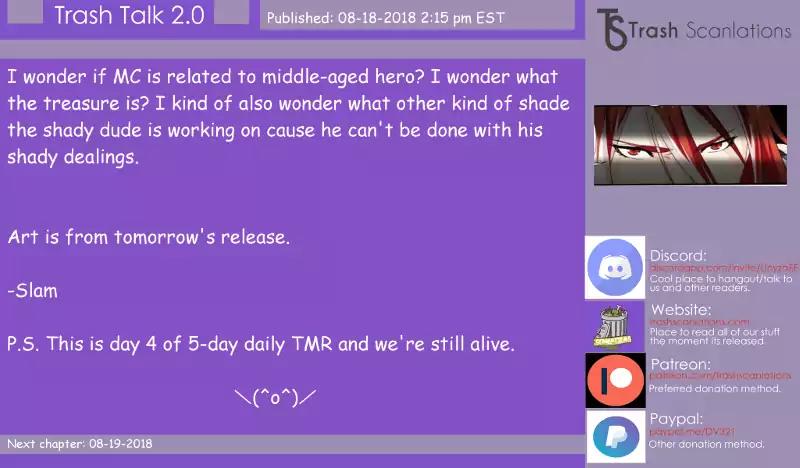 Trash Talk 2.0
Published: 08-18-2018 2:15 pm EST
TS Trash Scanlations
I wonder if MC is related to middle-aged hero? I wonder what
the treasure is? I kind of also wonder what other kind of shade
the shady dude is working on cause he can't be done with his
shady dealings.
Art is from tomorrow's release.
-Slam
P.S. This is day 4 of 5-day daily TMR and we're still alive.
＼(^o^)／
Next chapter: 08-19-2018
Discord:
Cool place to hangout/talk to
us and other readers.
Website:
trashscanlations.com
Place to read all of our stuff
the moment its released.
Patreon:
patreon.com/trashscanlations
Preferred donation method.
Paypal:
paypal.me/DV321
Other donation method.